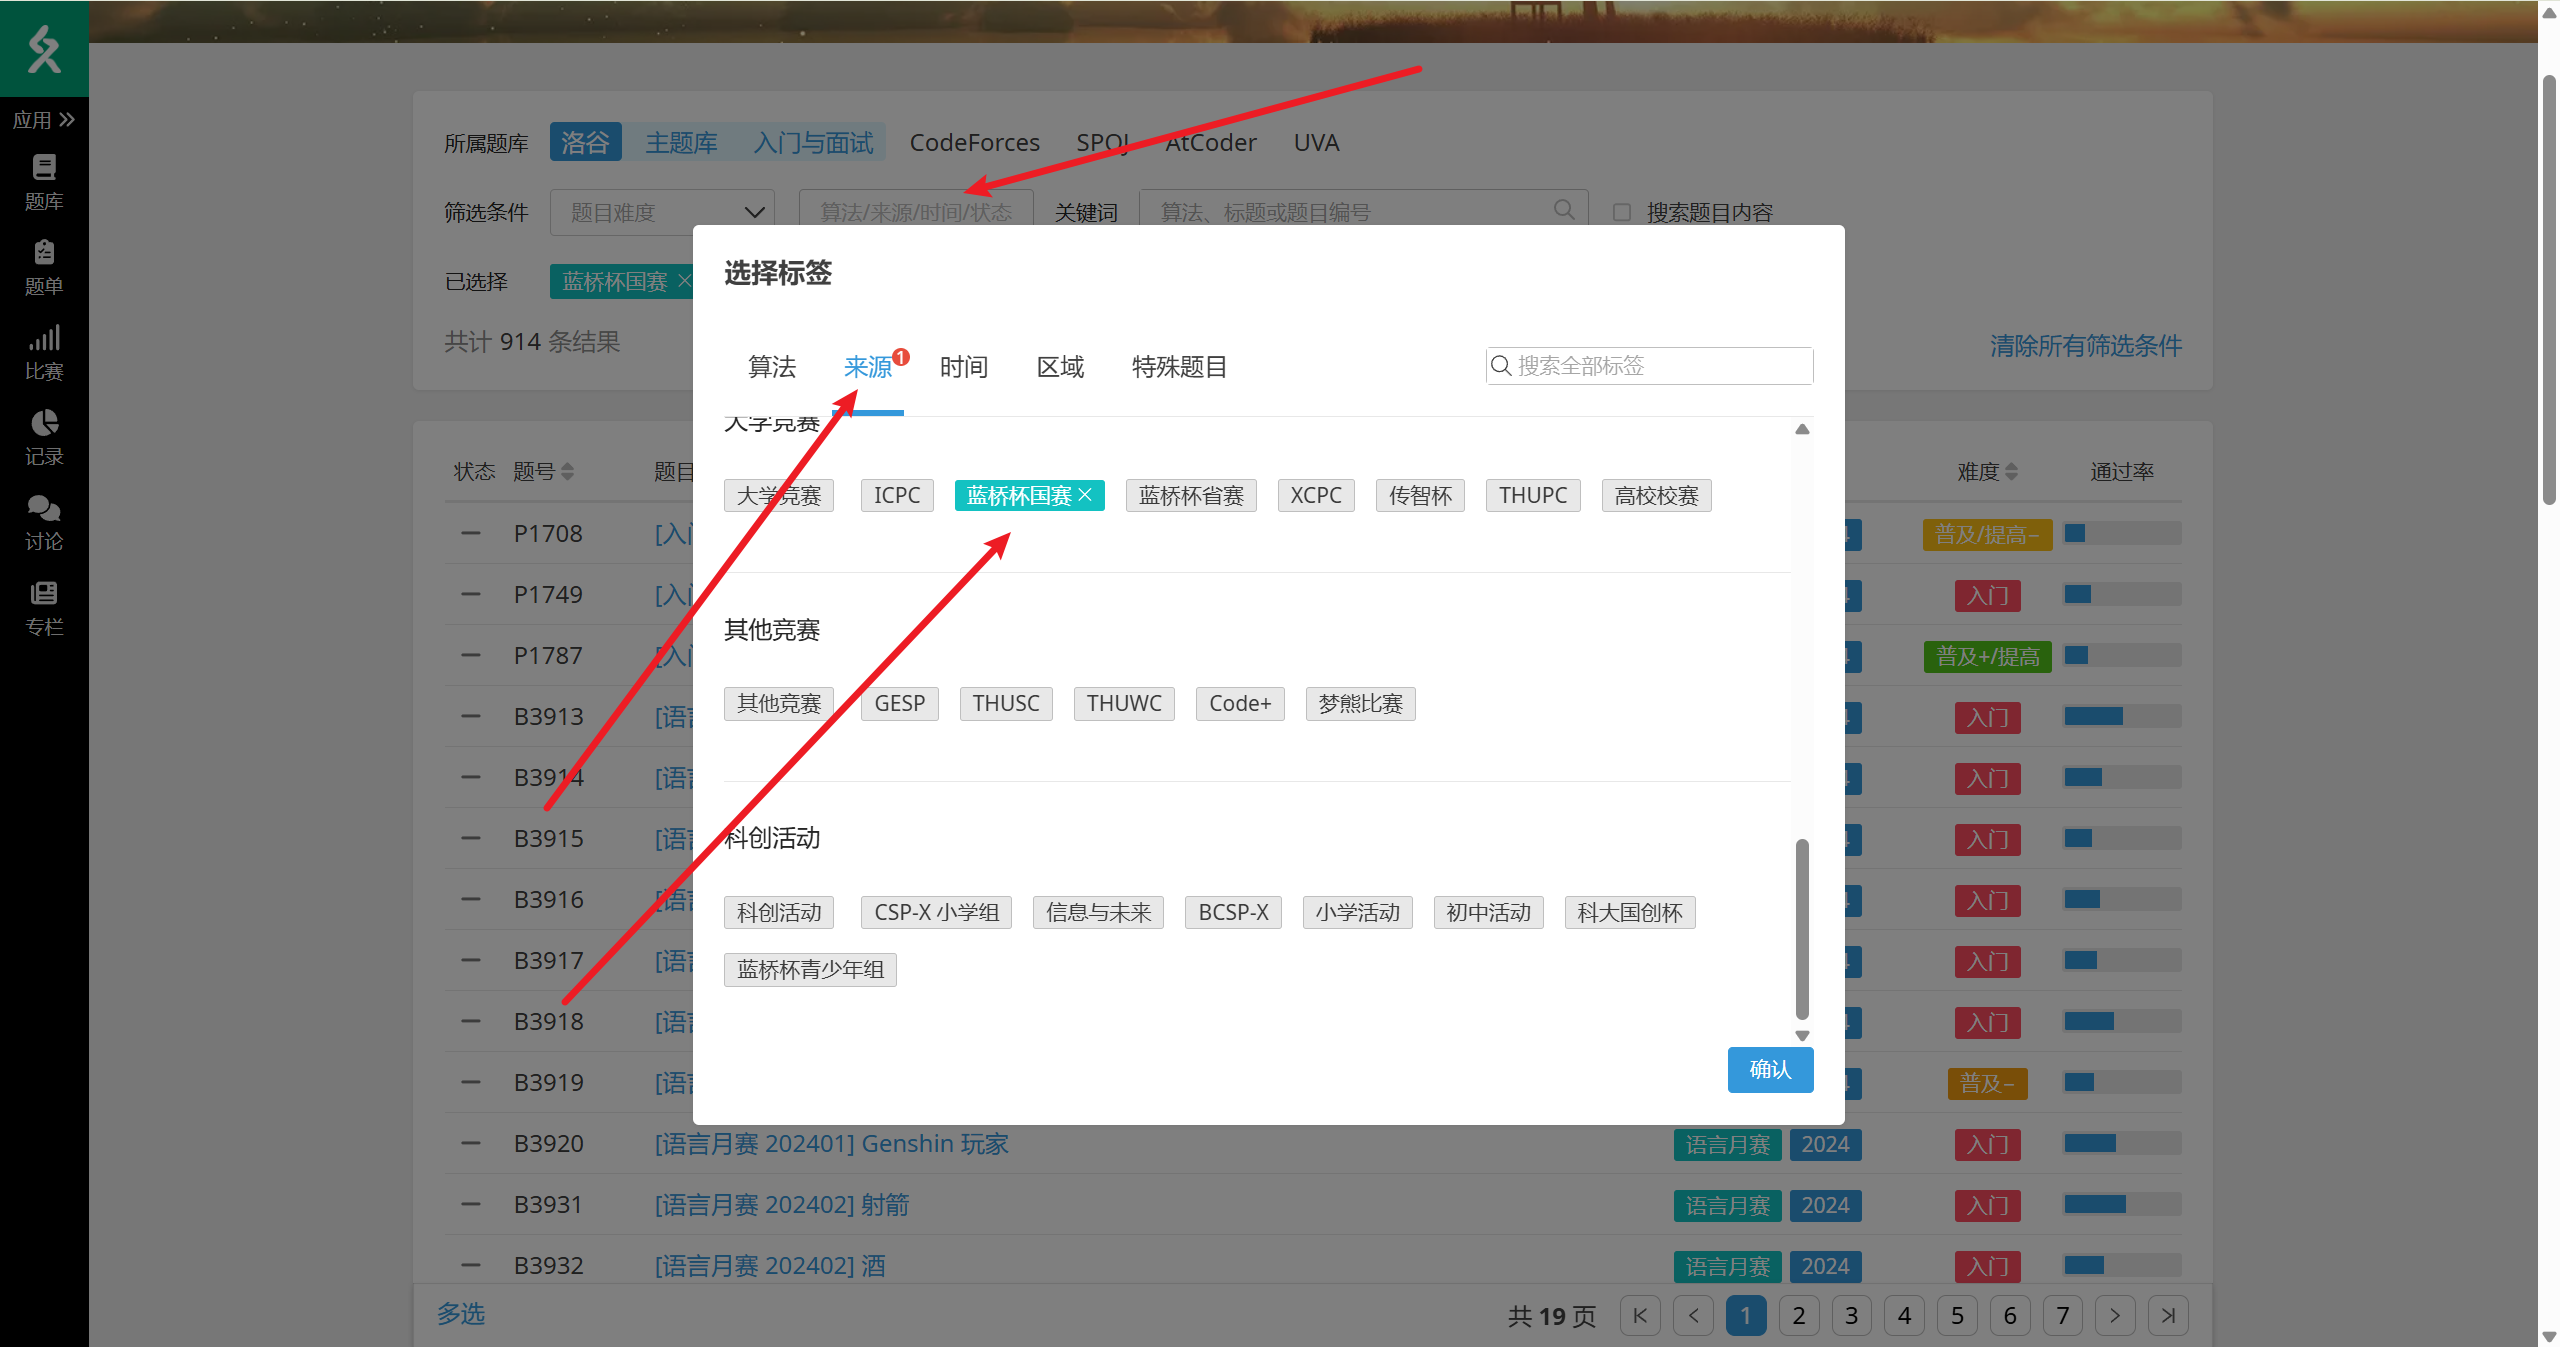 应用
题库
题单
比赛
记录
讨论
专栏
所属题库 洛谷 主题库 入门与面试 CodeForces SPOJ AtCoder UVA
筛选条件 题目难度 算法/来源/时间/状态 关键词 算法、标题或题目编号 搜索题目内容
已选择 蓝桥杯国赛
共计 914 条结果 清除所有筛选条件
选择标签
算法 来源 1 时间 区域 特殊题目 搜索全部标签
大学竞赛
大学竞赛 ICPC 蓝桥杯国赛 蓝桥杯省赛 XCPC 传智杯 THUPC 高校校赛
其他竞赛
其他竞赛 GESP THUSC THUWC Code+ 梦熊比赛
科创活动
科创活动 CSP-X 小学组 信息与未来 BCSP-X 小学活动 初中活动 科大国创杯
蓝桥杯青少年组
确认
状态 题号 题目 难度 通过率
P1708 [入门 普及/提高−
P1749 [入门 入门
P1787 [入门 普及+/提高
B3913 [语言 入门
B3914 [语言 入门
B3915 [语言 入门
B3916 [语言 入门
B3917 [语言 入门
B3918 [语言 入门
B3919 [语言 普及−
B3920 [语言月赛 202401] Genshin 玩家 语言月赛 2024 入门
B3931 [语言月赛 202402] 射箭 语言月赛 2024 入门
B3932 [语言月赛 202402] 酒 语言月赛 2024 入门
多选 共 19 页 1 2 3 4 5 6 7